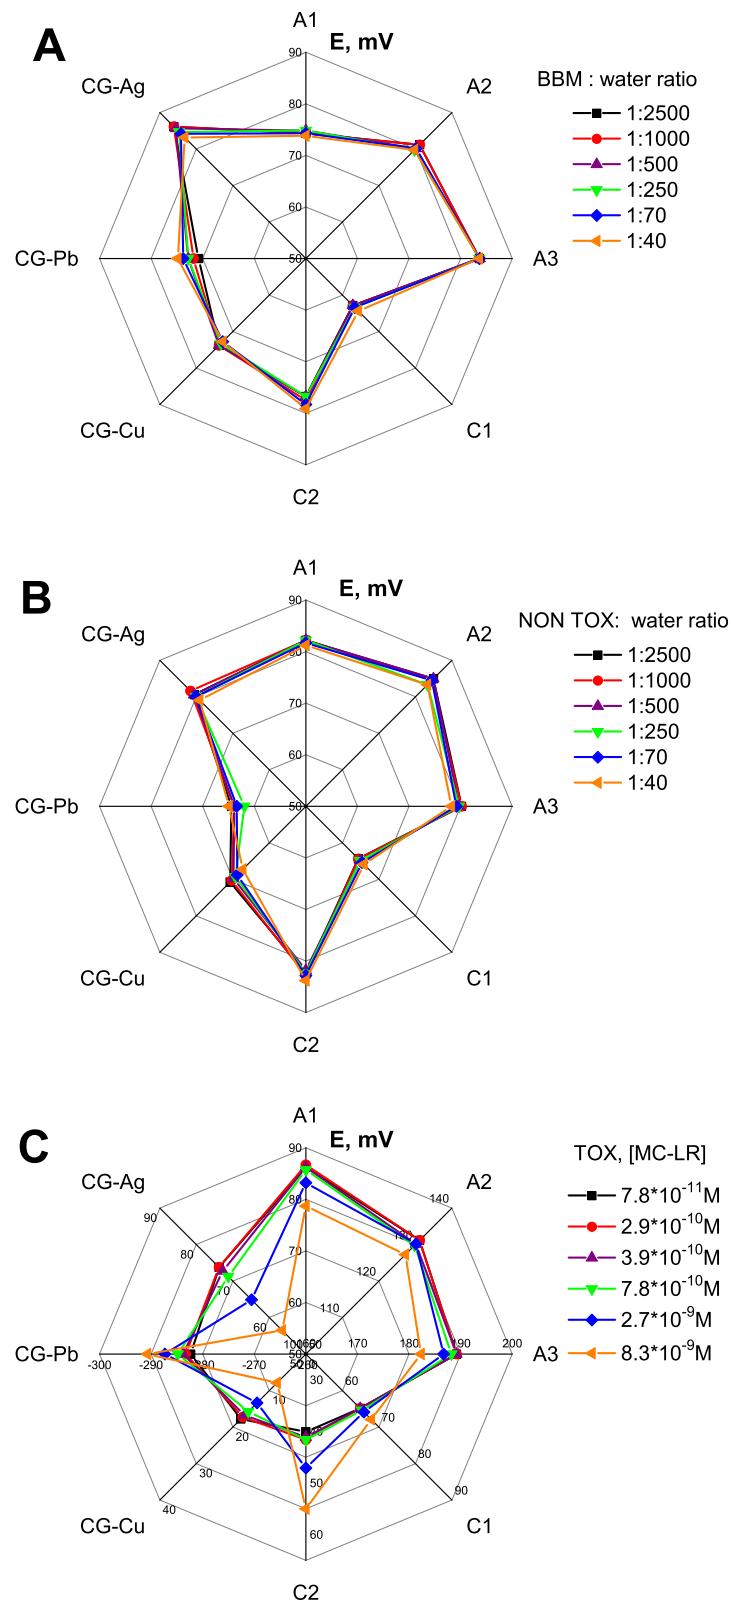 A
A1
E, mV
90
80
70
60
50
CG-Ag
A2
CG-Pb
A3
CG-Cu
C1
C2
BBM : water ratio
1:2500
1:1000
1:500
1:250
1:70
1:40
B
A1
E, mV
90
80
70
60
50
CG-Ag
A2
CG-Pb
A3
CG-Cu
C1
C2
NON TOX: water ratio
1:2500
1:1000
1:500
1:250
1:70
1:40
C
A1
E, mV
90
80
70
60
50
CG-Ag
90
80
70
60
A2
140
130
120
110
CG-Pb
-300
-290
-280
-270
A3
170
180
190
200
CG-Cu
10
20
30
40
C1
60
70
80
90
C2
30
50
60
TOX, [MC-LR]
7.8*10⁻¹¹M
2.9*10⁻¹⁰M
3.9*10⁻¹⁰M
7.8*10⁻¹⁰M
2.7*10⁻⁹M
8.3*10⁻⁹M